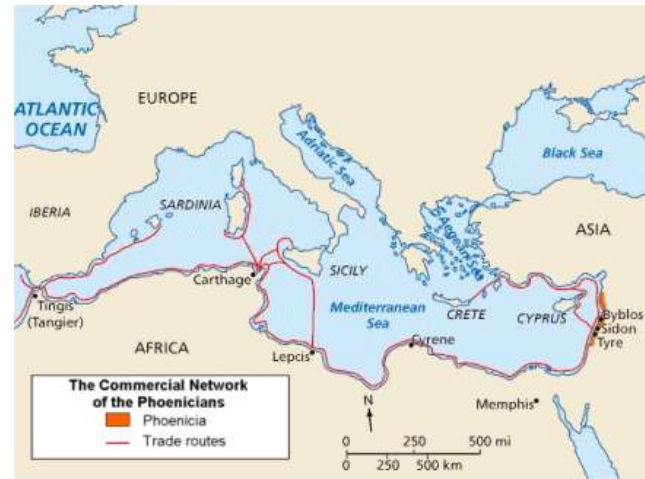 EUROPE
ATLANTIC
OCEAN
Adriatic Sea
Black Sea
IBERIA
SARDINIA
Aegean Sea
ASIA
SICILY
Carthage
Mediterranean
Sea
CRETE
CYPRUS
Byblos
Sidon
Tyre
Tingis
(Tangier)
AFRICA
Lepcis
Cyrene
Memphis
N
The Commercial Network
of the Phoenicians
Phoenicia
Trade routes
0 250 500 mi
0 250 500 km